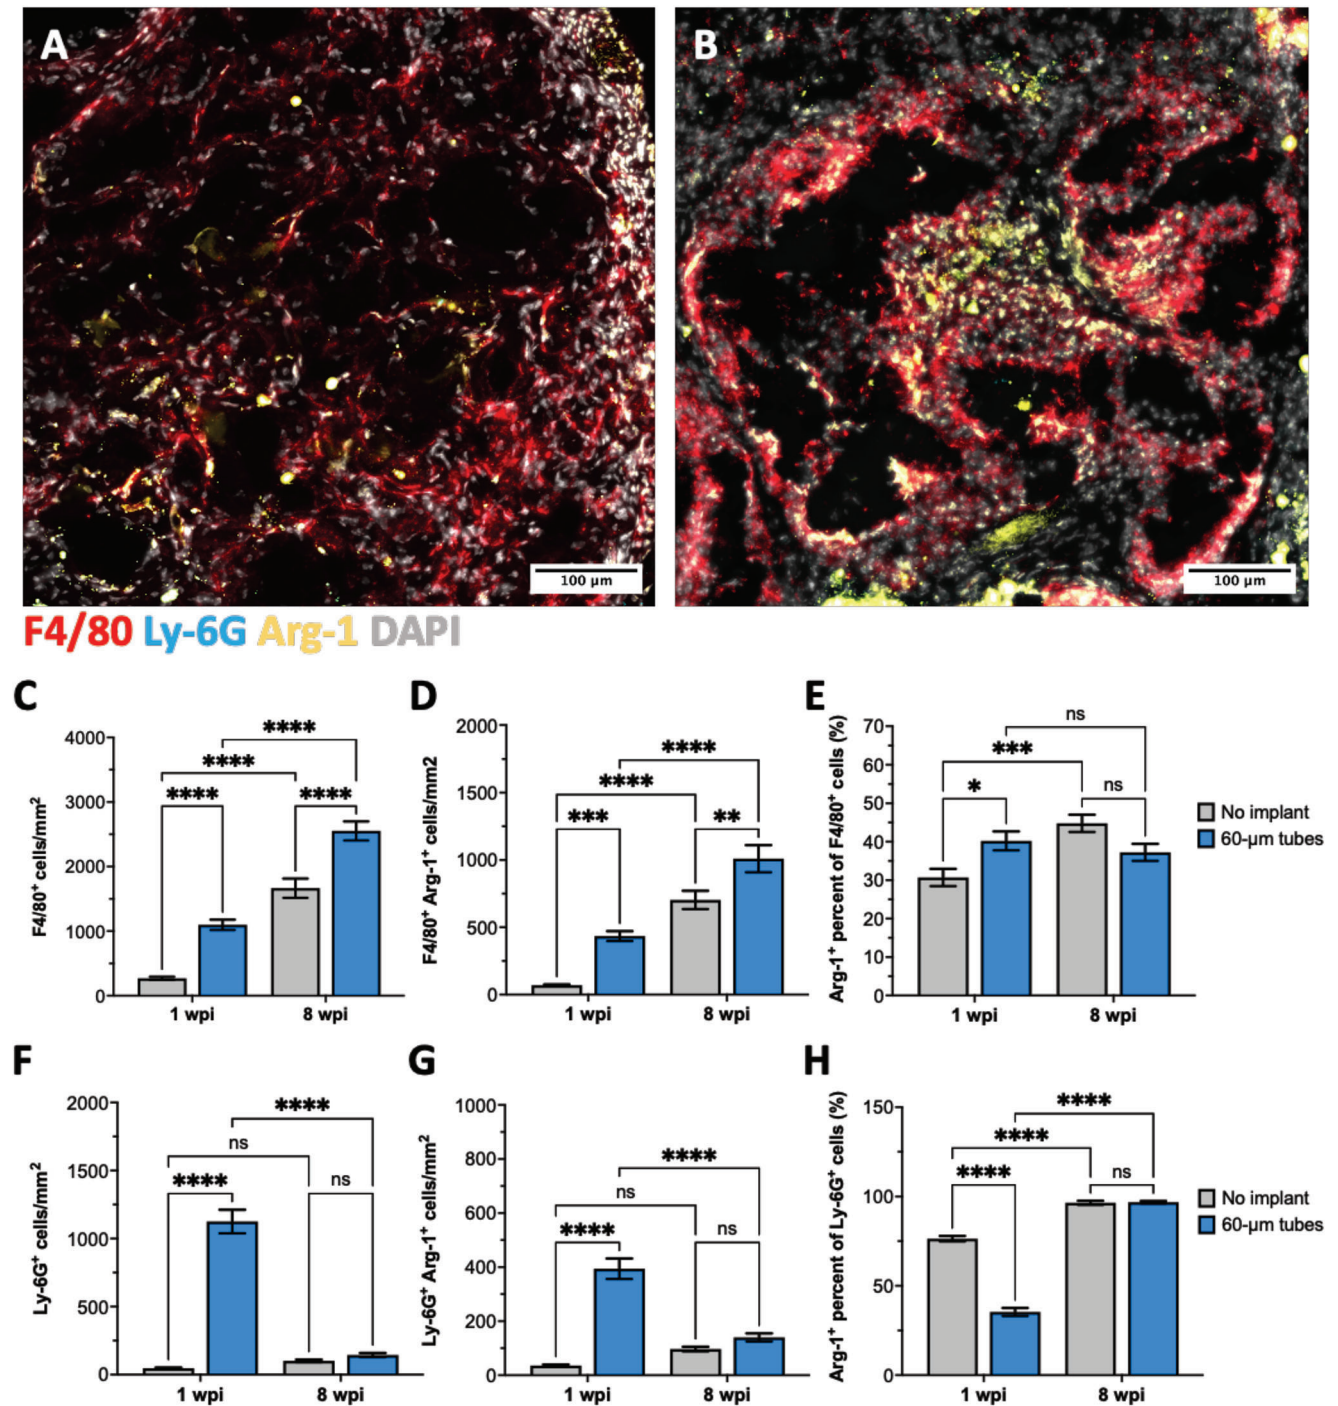 A
B
100 µm
100 µm
F4/80 Ly-6G Arg-1 DAPI
C
F4/80⁺ cells/mm²
4000
3000
2000
1000
0
****
****
****
****
1 wpi
8 wpi
D
F4/80⁺ Arg-1⁺ cells/mm2
2000
1500
1000
500
0
****
****
***
**
1 wpi
8 wpi
E
Arg-1⁺ percent of F4/80⁺ cells (%)
70
60
50
40
30
20
10
0
ns
***
*
ns
1 wpi
8 wpi
No implant
60-µm tubes
F
Ly-6G⁺ cells/mm²
2000
1500
1000
500
0
****
ns
****
ns
1 wpi
8 wpi
G
Ly-6G⁺ Arg-1⁺ cells/mm²
1000
800
600
400
200
0
****
ns
****
ns
1 wpi
8 wpi
H
Arg-1⁺ percent of Ly-6G⁺ cells (%)
150
100
50
0
****
****
****
ns
1 wpi
8 wpi
No implant
60-µm tubes